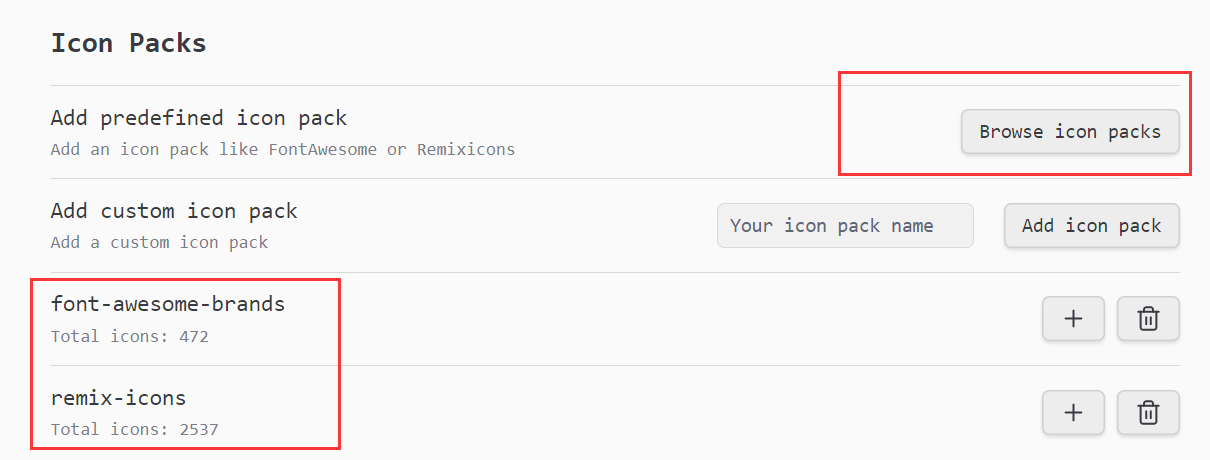 Icon Packs
Add predefined icon pack
Add an icon pack like FontAwesome or Remixicons
Browse icon packs
Add custom icon pack
Add a custom icon pack
Your icon pack name
Add icon pack
font-awesome-brands
Total icons: 472
remix-icons
Total icons: 2537